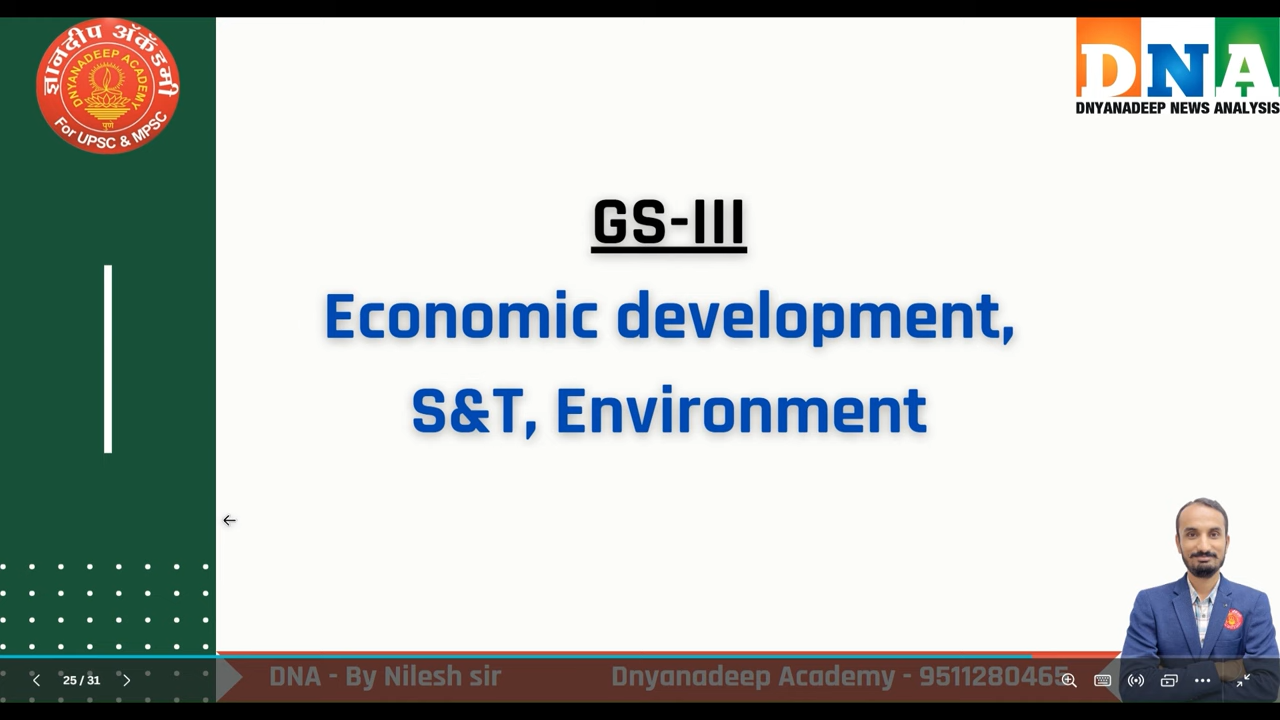 ज्ञानदीप अ‍ॅकॅडमी
DNYANADEEP ACADEMY
पुणे
For UPSC & MPSC
DNA
DNYANADEEP NEWS ANALYSIS
GS-III
Economic development,
S&T, Environment
25 / 31
DNA - By Nilesh sir
Dnyanadeep Academy - 9511280465